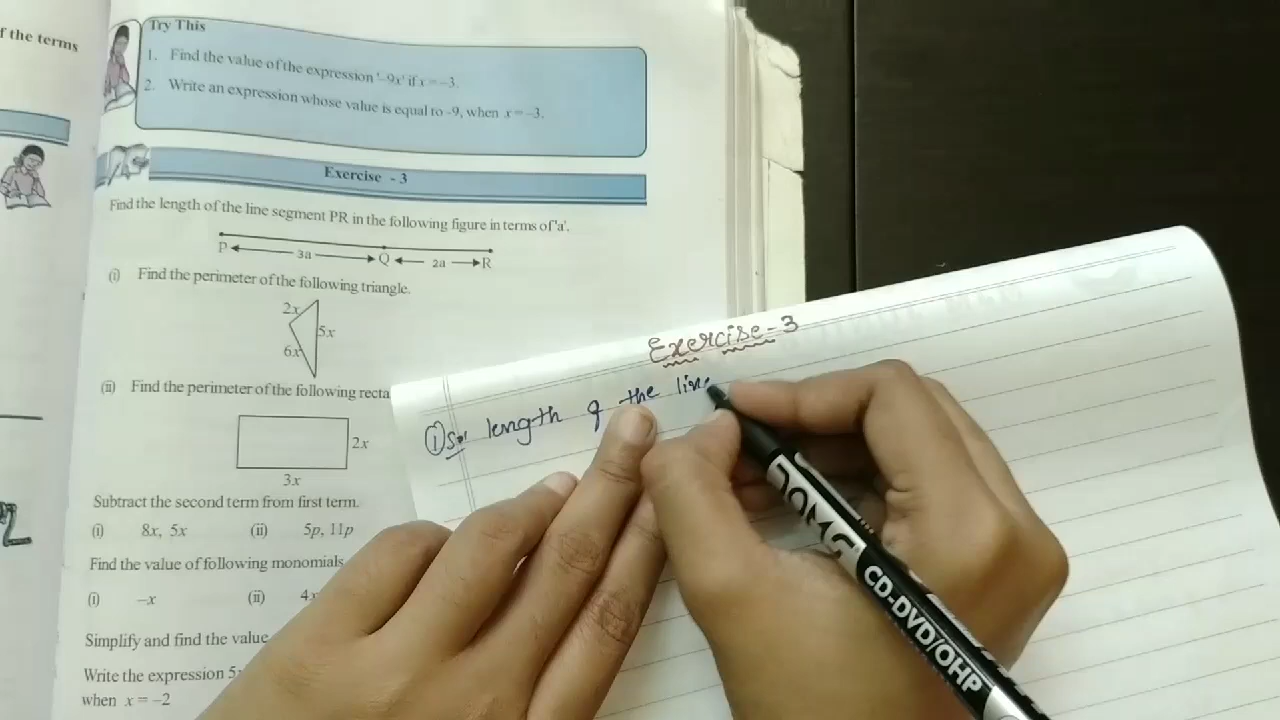 f the terms
Try This
1. Find the value of the expression '-9x' if x = -3.
2. Write an expression whose value is equal to -9, when x = -3.
Exercise - 3
Find the length of the line segment PR in the following figure in terms of 'a'.
P 3a Q 2a R
(i) Find the perimeter of the following triangle.
2x
5x
6x
(ii) Find the perimeter of the following recta
2x
3x
Subtract the second term from first term.
(i) 8x, 5x (ii) 5p, 11p
Find the value of following monomials
(i) -x (ii) 4x
Simplify and find the value
Write the expression 5
when x = -2
Exercise-3
① Sol length of the line
CD-DVD/OHP